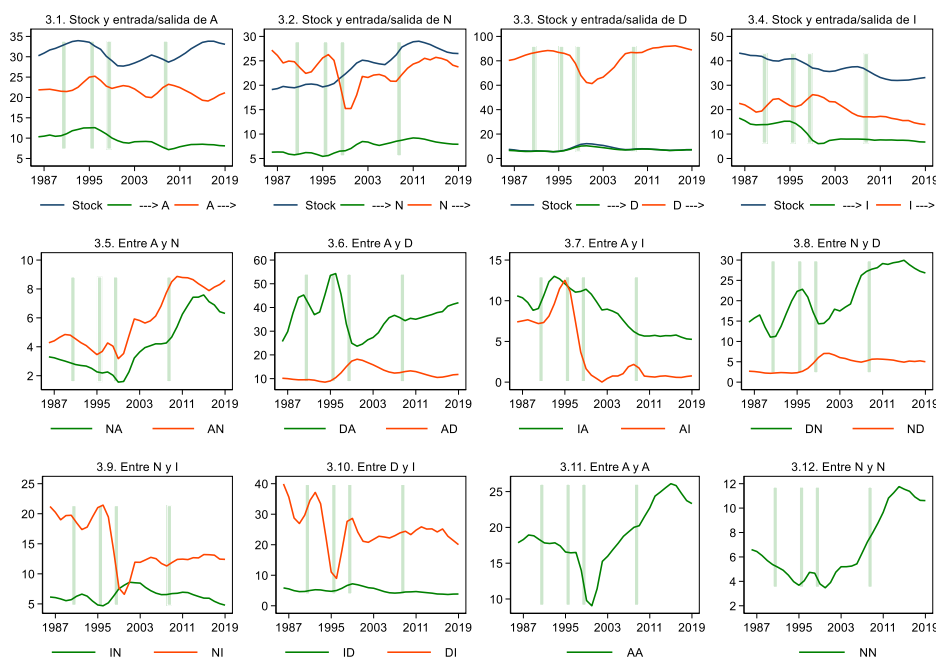 3.1. Stock y entrada/salida de A
35
30
25
20
15
10
5
1987 1995 2003 2011 2019
Stock ---> A A --->
3.2. Stock y entrada/salida de N
30
25
20
15
10
5
1987 1995 2003 2011 2019
Stock ---> N N --->
3.3. Stock y entrada/salida de D
100
80
60
40
20
0
1987 1995 2003 2011 2019
Stock ---> D D --->
3.4. Stock y entrada/salida de I
50
40
30
20
10
0
1987 1995 2003 2011 2019
Stock ---> I I --->
3.5. Entre A y N
10
8
6
4
2
1987 1995 2003 2011 2019
NA AN
3.6. Entre A y D
60
50
40
30
20
10
1987 1995 2003 2011 2019
DA AD
3.7. Entre A y I
15
10
5
0
1987 1995 2003 2011 2019
IA AI
3.8. Entre N y D
30
25
20
15
10
5
0
1987 1995 2003 2011 2019
DN ND
3.9. Entre N y I
25
20
15
10
5
1987 1995 2003 2011 2019
IN NI
3.10. Entre D y I
40
30
20
10
0
1987 1995 2003 2011 2019
ID DI
3.11. Entre A y A
25
20
15
10
1987 1995 2003 2011 2019
AA
3.12. Entre N y N
12
10
8
6
4
2
1987 1995 2003 2011 2019
NN